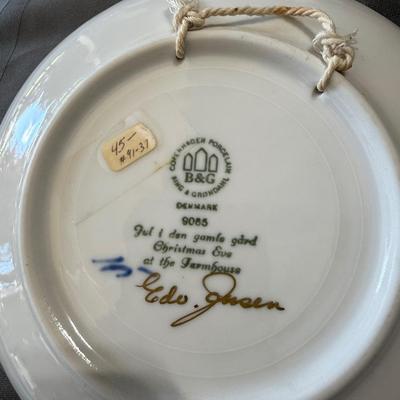 45-
#91-37
COPENHAGEN PORCELAIN
B&G
BING & GRØNDAHL
DENMARK
9085
Jul i den gamle gård
Christmas Eve
at the Farmhouse
Edv. Jensen